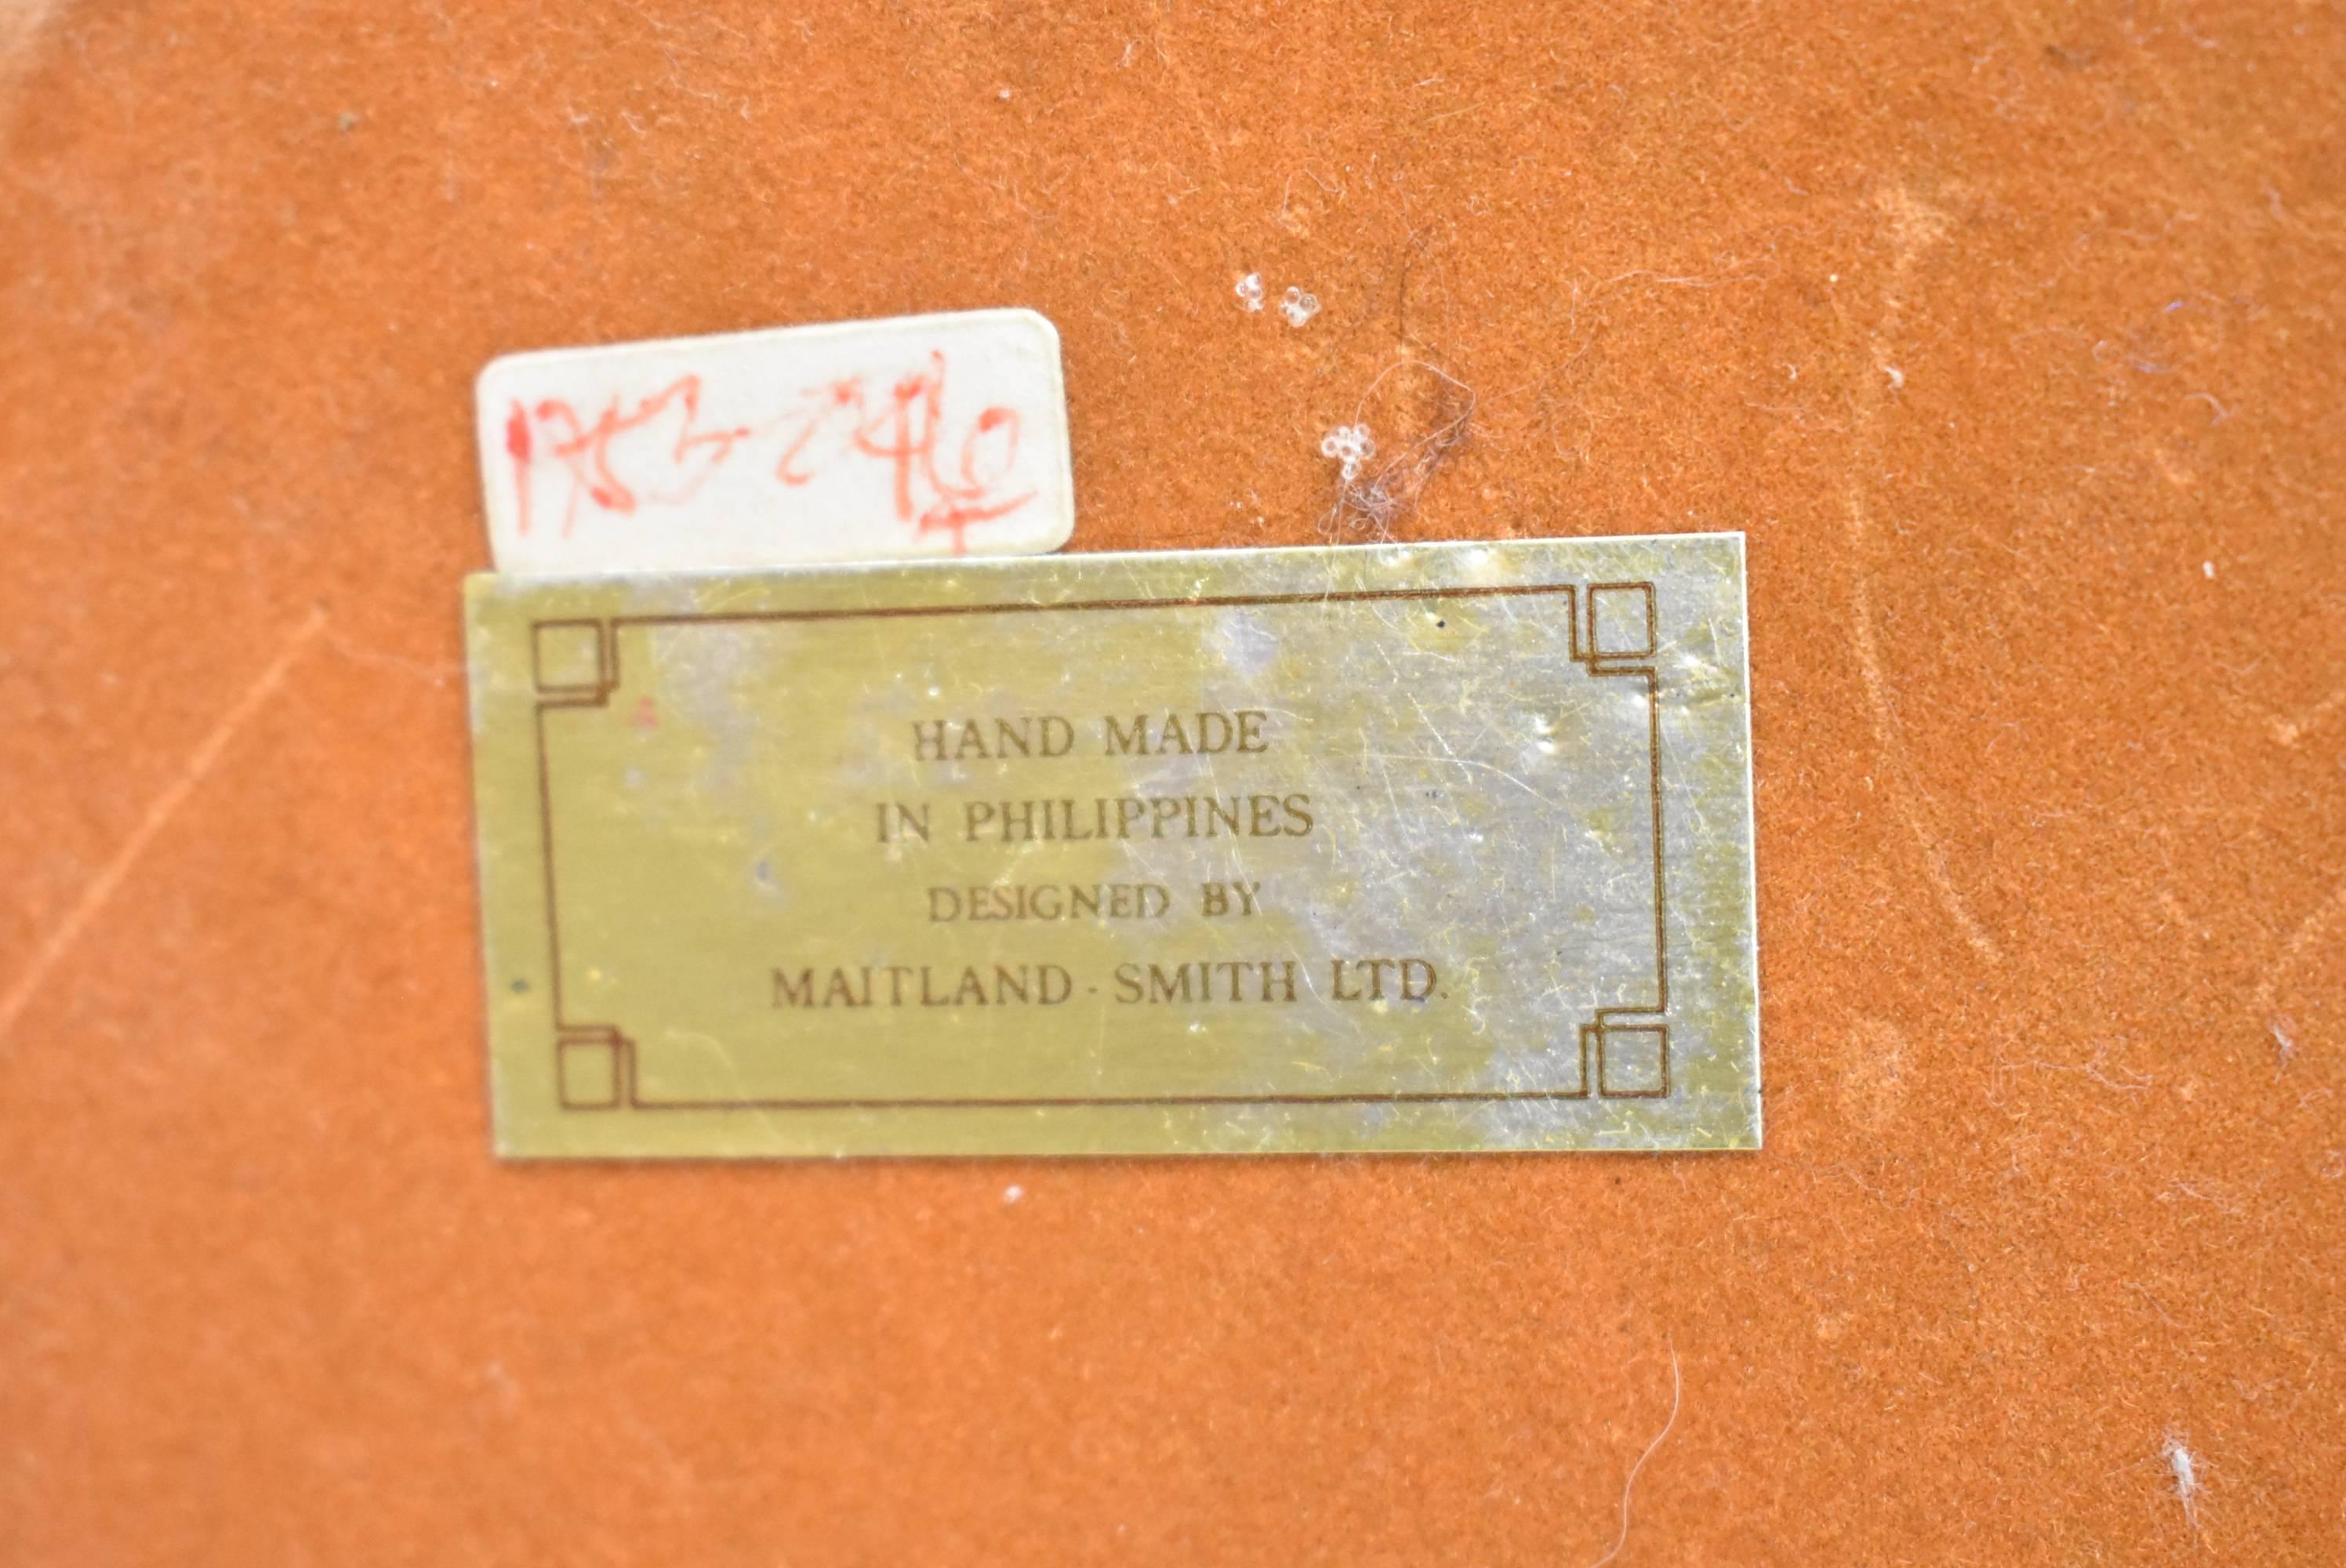 HAND MADE
IN PHILIPPINES
DESIGNED BY
MAITLAND-SMITH LTD.